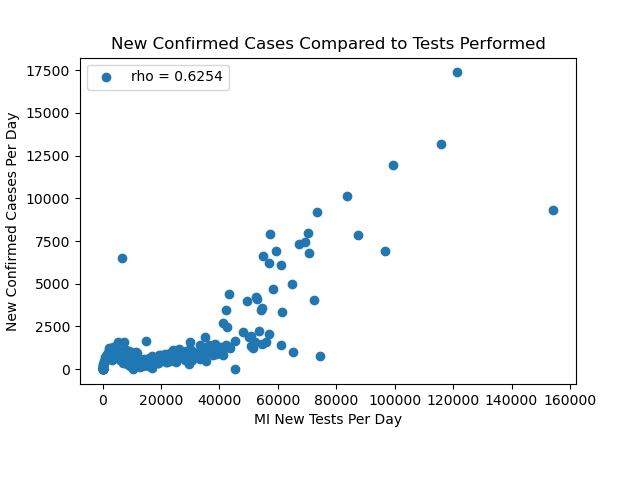 New Confirmed Cases Compared to Tests Performed
rho = 0.6254
New Confirmed Caeses Per Day
17500
15000
12500
10000
7500
5000
2500
0
0 20000 40000 60000 80000 100000 120000 140000 160000
MI New Tests Per Day